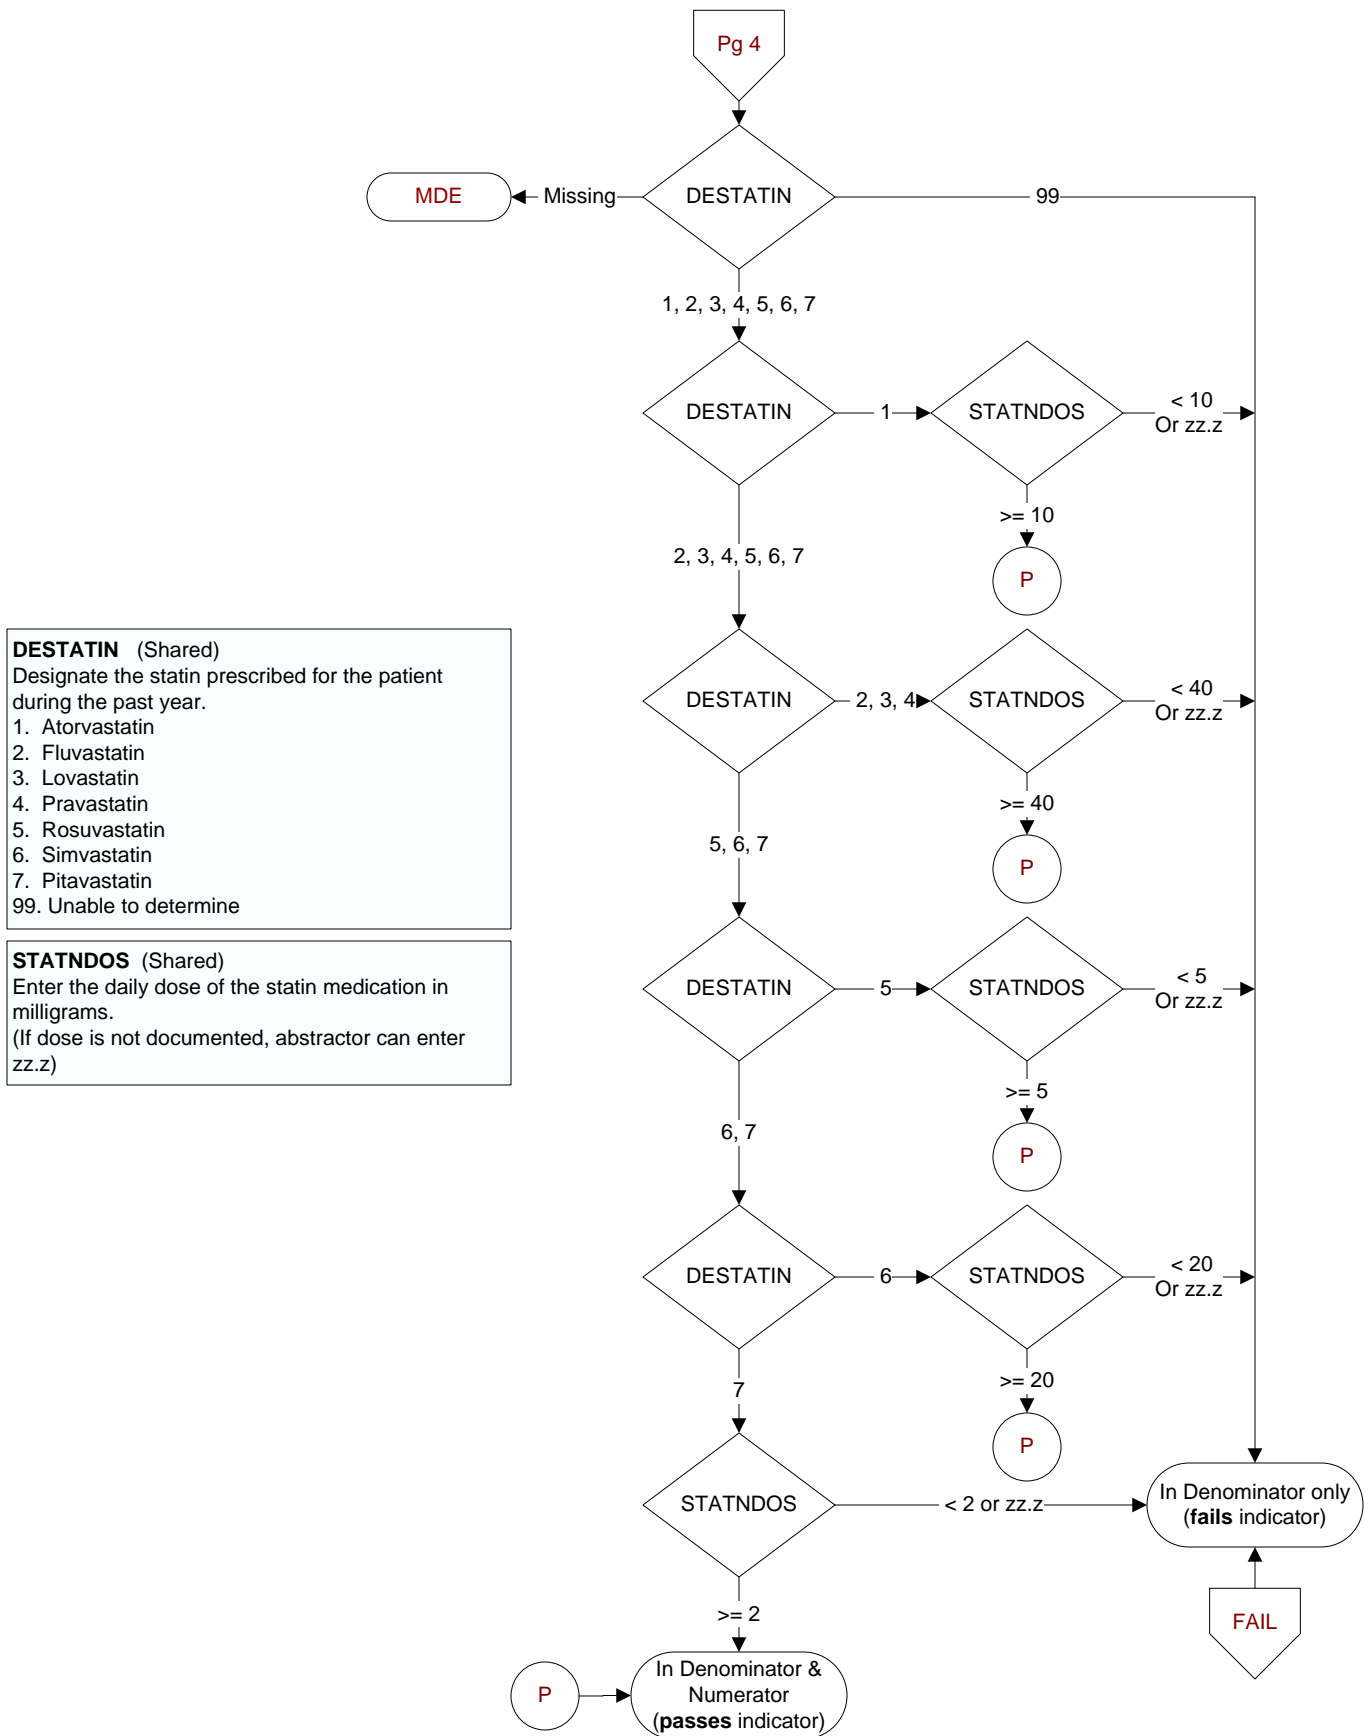 Pg 4
DESTATIN
MDE
Missing
99
1, 2, 3, 4, 5, 6, 7
DESTATIN
1
STATNDOS
< 10
Or zz.z
>= 10
P
2, 3, 4, 5, 6, 7
DESTATIN (Shared)
Designate the statin prescribed for the patient
during the past year.
1. Atorvastatin
2. Fluvastatin
3. Lovastatin
4. Pravastatin
5. Rosuvastatin
6. Simvastatin
7. Pitavastatin
99. Unable to determine
STATNDOS (Shared)
Enter the daily dose of the statin medication in
milligrams.
(If dose is not documented, abstractor can enter
zz.z)
DESTATIN
2, 3, 4
STATNDOS
< 40
Or zz.z
>= 40
P
5, 6, 7
DESTATIN
5
STATNDOS
< 5
Or zz.z
>= 5
P
6, 7
DESTATIN
6
STATNDOS
< 20
Or zz.z
>= 20
P
7
STATNDOS
< 2 or zz.z
In Denominator only
(fails indicator)
FAIL
>= 2
P
In Denominator &
Numerator
(passes indicator)